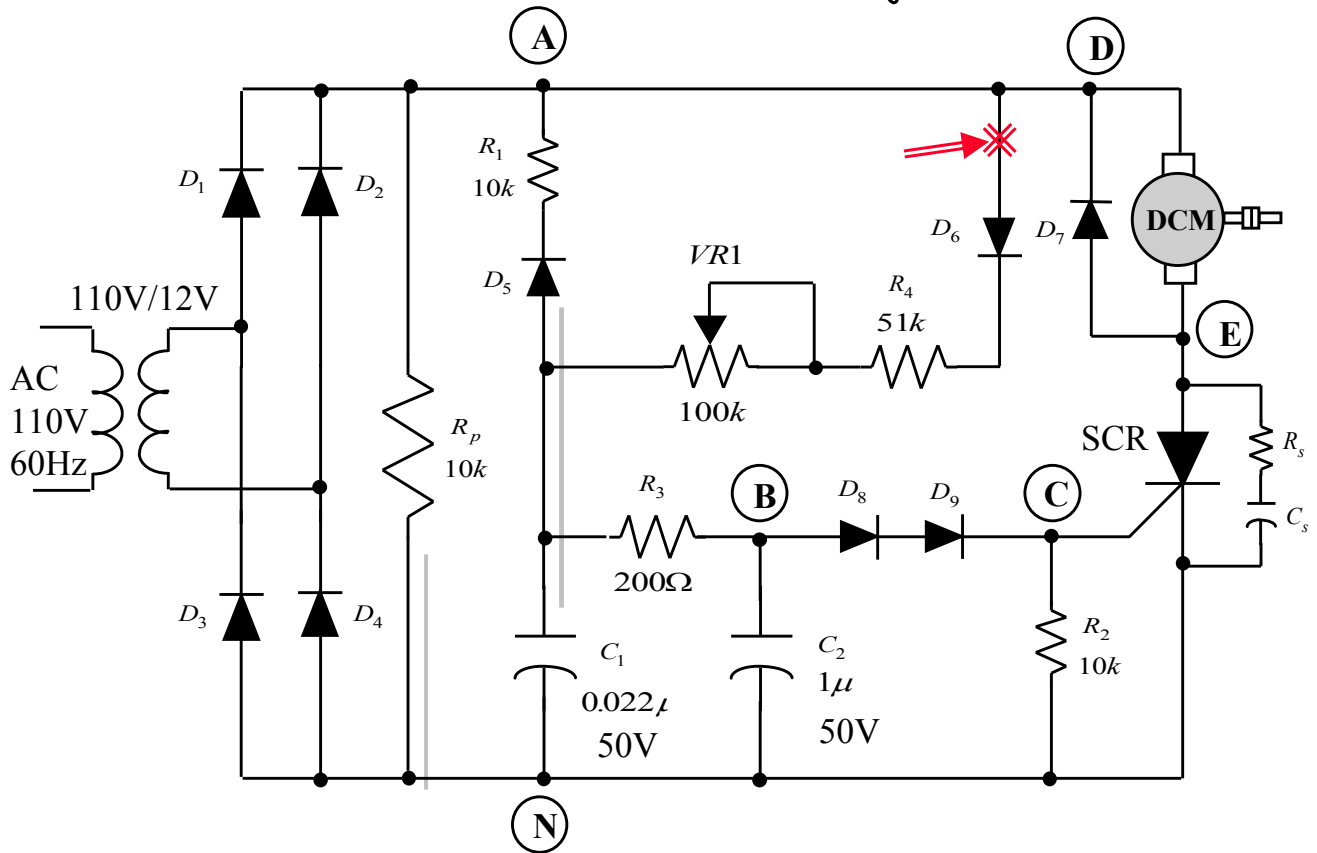 A
D
R1
10k
D1
D2
D6
D7
DCM
VR1
D5
R4
51k
110V/12V
E
100k
AC
110V
60Hz
Rp
10k
SCR
Rs
R3
B
D8
D9
C
Cs
200Ω
D3
D4
C1
0.022μ
50V
C2
1μ
50V
R2
10k
N